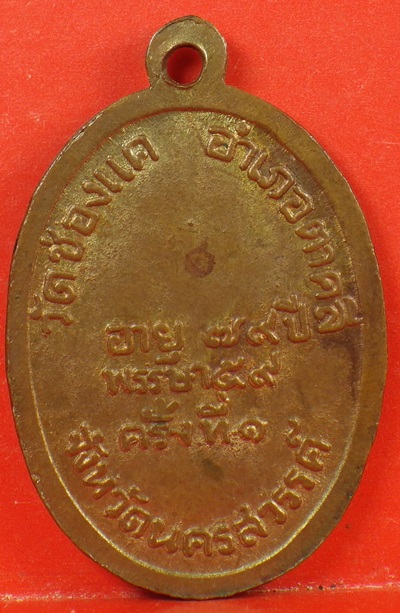 วัดช่องแค อำเภอตาคลี
อายุ ๗๙ ปี
พรรษา ๕๙
ครั้งที่ ๑
จังหวัดนครสวรรค์